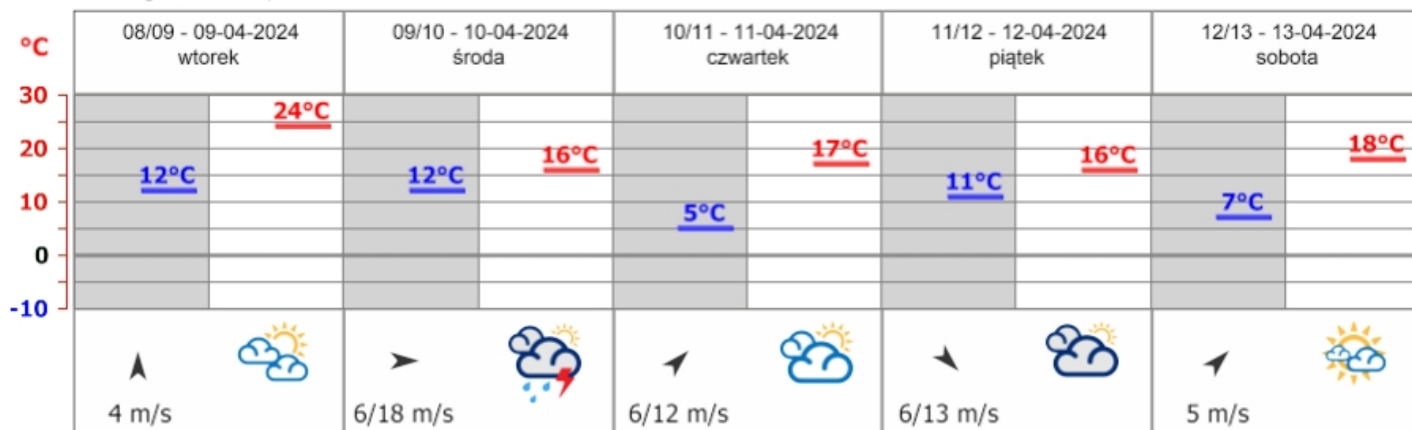 °C
08/09 - 09-04-2024
wtorek
09/10 - 10-04-2024
środa
10/11 - 11-04-2024
czwartek
11/12 - 12-04-2024
piątek
12/13 - 13-04-2024
sobota
30
20
10
0
-10
12°C
24°C
12°C
16°C
5°C
17°C
11°C
16°C
7°C
18°C
4 m/s
6/18 m/s
6/12 m/s
6/13 m/s
5 m/s